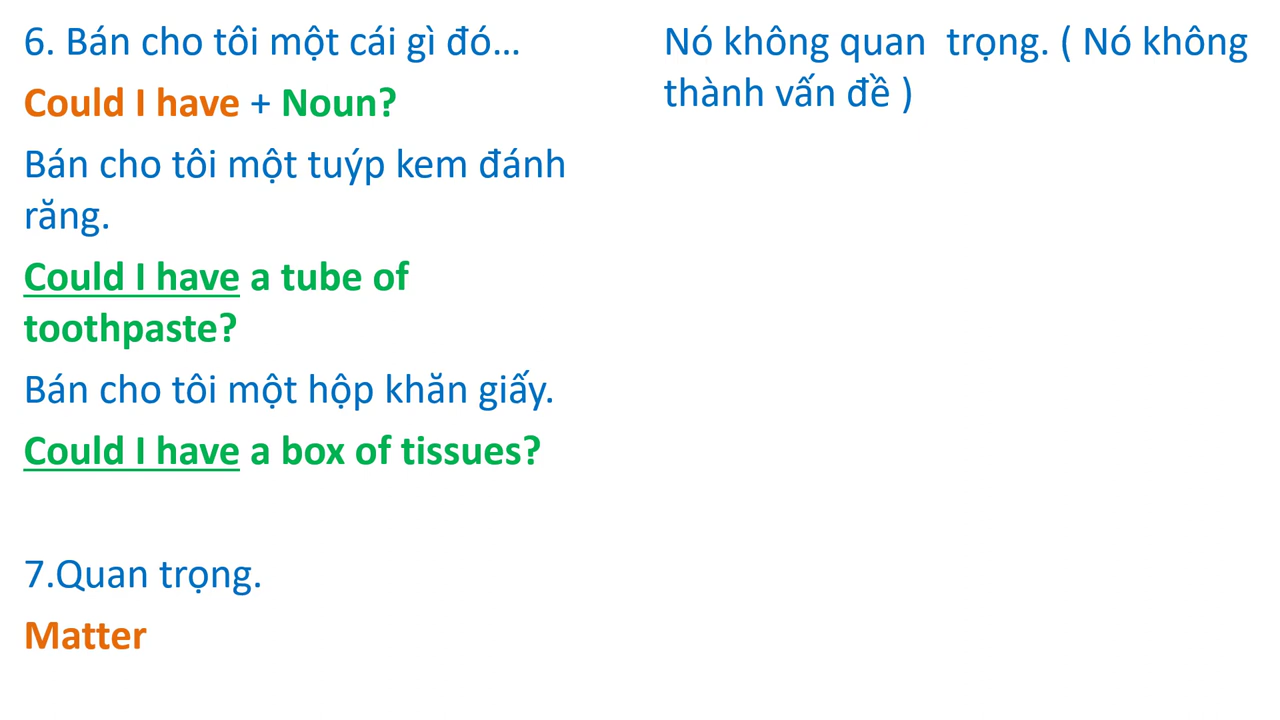 6. Bán cho tôi một cái gì đó…
Could I have + Noun?
Bán cho tôi một tuýp kem đánh
răng.
Could I have a tube of
toothpaste?
Bán cho tôi một hộp khăn giấy.
Could I have a box of tissues?
7.Quan trọng.
Matter
Nó không quan  trọng. ( Nó không
thành vấn đề )